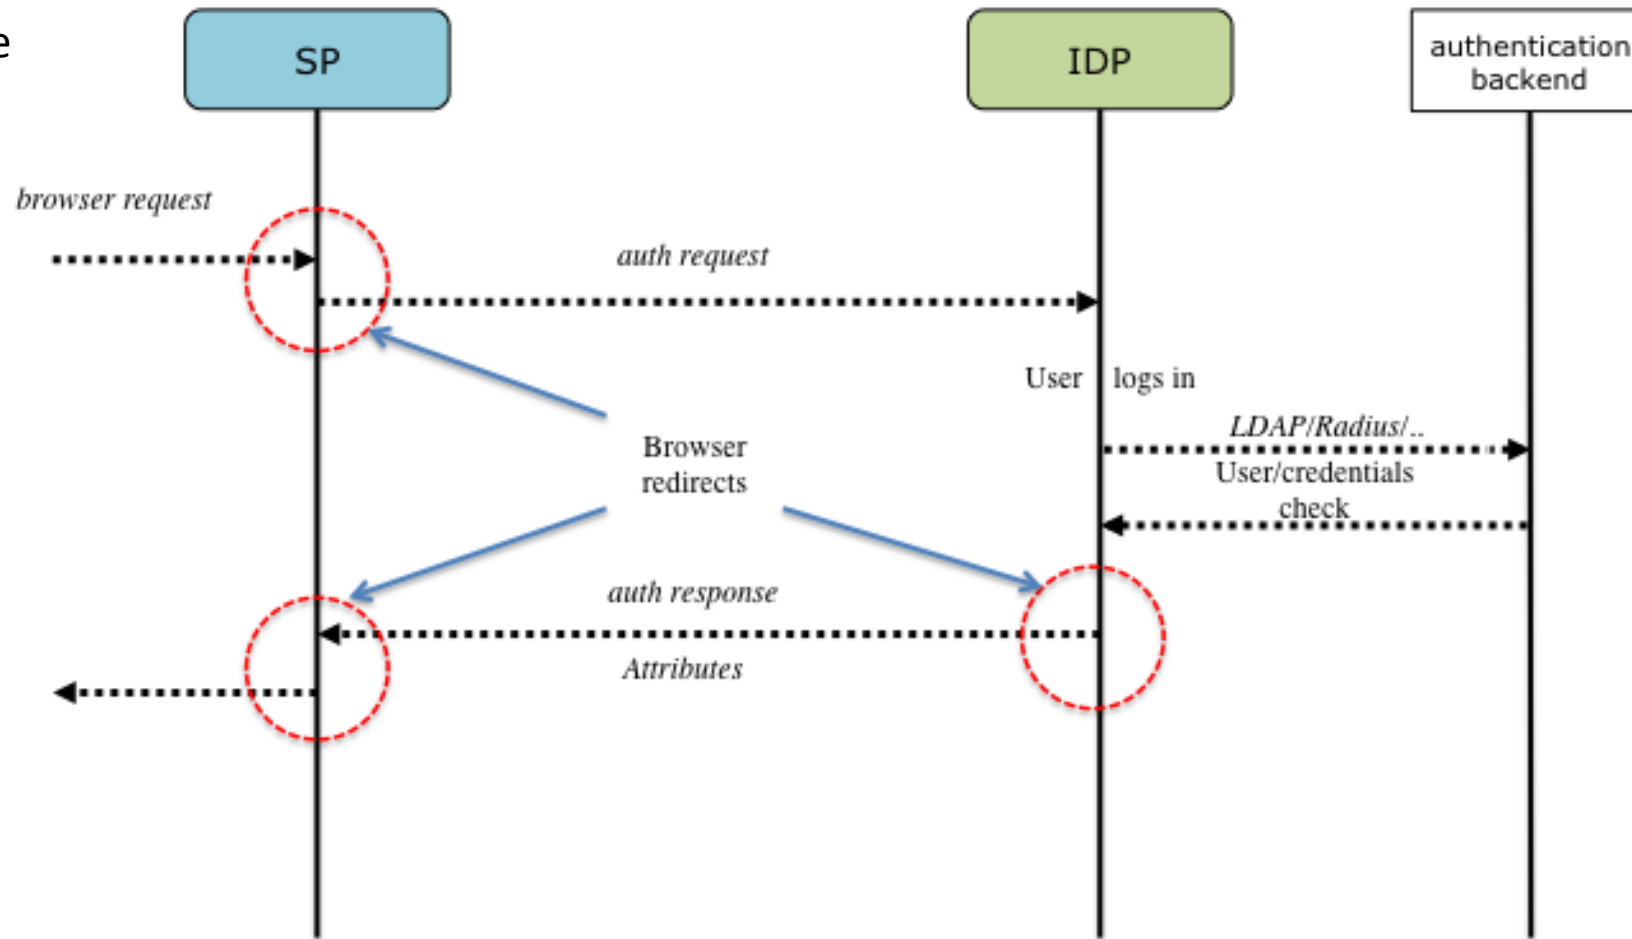 e
SP
IDP
authentication
backend
browser request
auth request
User logs in
LDAP/Radius/..
User/credentials
check
Browser
redirects
auth response
Attributes